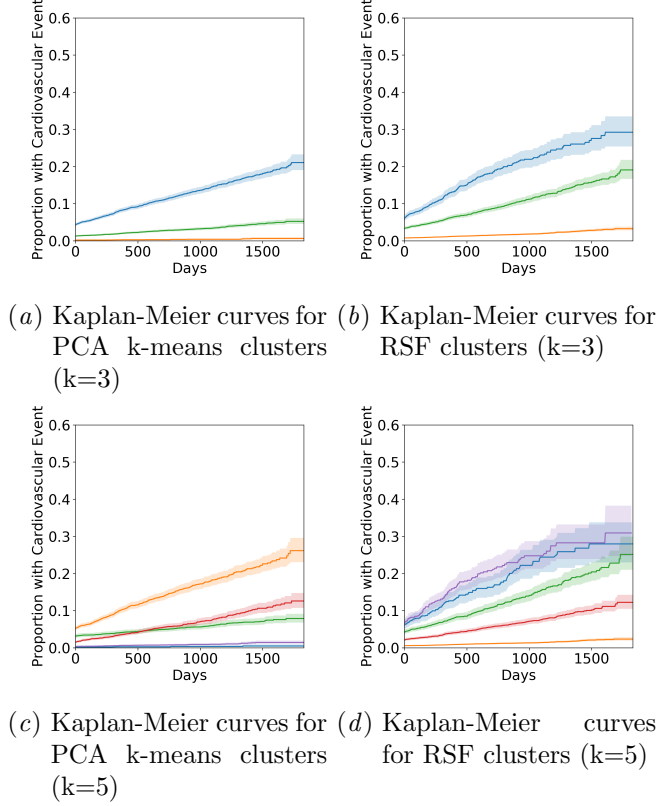 Proportion with Cardiovascular Event
0.6
0.5
0.4
0.3
0.2
0.1
0.0
0 500 1000 1500
Days
Proportion with Cardiovascular Event
0.6
0.5
0.4
0.3
0.2
0.1
0.0
0 500 1000 1500
Days
(a) Kaplan-Meier curves for
PCA k-means clusters
(k=3)
(b) Kaplan-Meier curves for
RSF clusters (k=3)
Proportion with Cardiovascular Event
0.6
0.5
0.4
0.3
0.2
0.1
0.0
0 500 1000 1500
Days
Proportion with Cardiovascular Event
0.6
0.5
0.4
0.3
0.2
0.1
0.0
0 500 1000 1500
Days
(c) Kaplan-Meier curves for
PCA k-means clusters
(k=5)
(d) Kaplan-Meier curves
for RSF clusters (k=5)